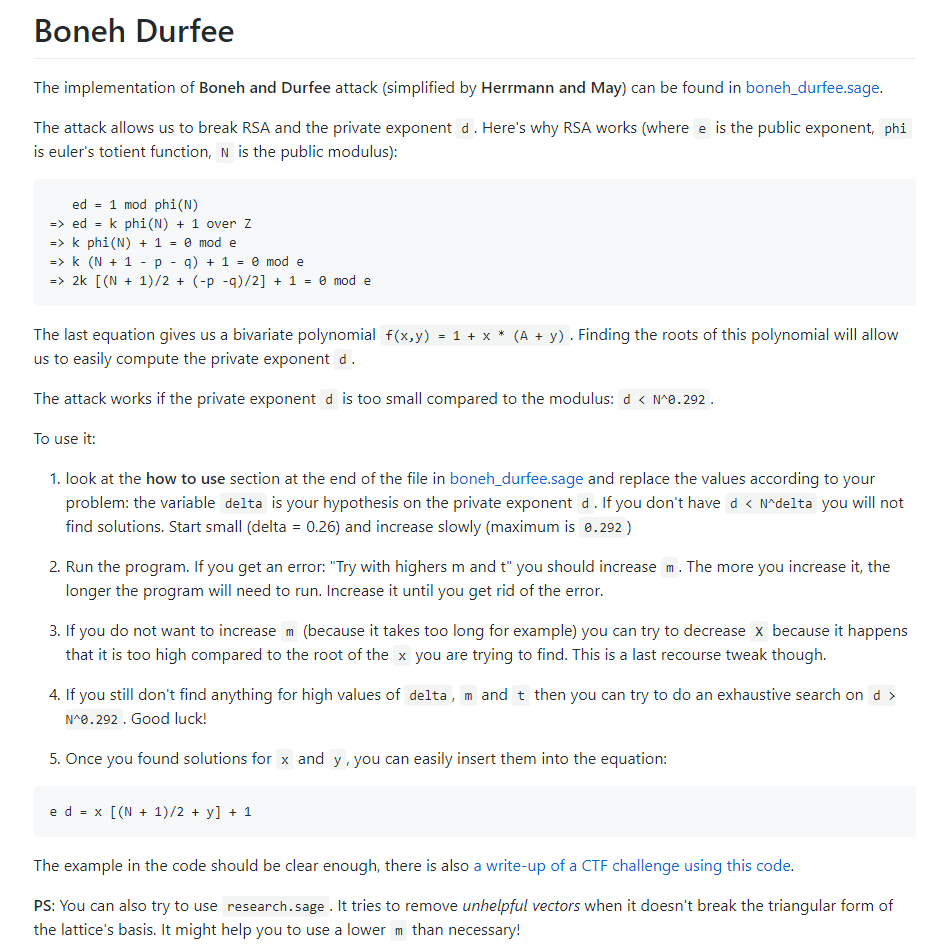 Boneh Durfee
The implementation of Boneh and Durfee attack (simplified by Herrmann and May) can be found in boneh_durfee.sage.
The attack allows us to break RSA and the private exponent d . Here's why RSA works (where e is the public exponent, phi
is euler's totient function, N is the public modulus):
ed = 1 mod phi(N)
=> ed = k phi(N) + 1 over Z
=> k phi(N) + 1 = 0 mod e
=> k (N + 1 - p - q) + 1 = 0 mod e
=> 2k [(N + 1)/2 + (-p -q)/2] + 1 = 0 mod e
The last equation gives us a bivariate polynomial f(x,y) = 1 + x * (A + y) . Finding the roots of this polynomial will allow
us to easily compute the private exponent d .
The attack works if the private exponent d is too small compared to the modulus: d < N^0.292 .
To use it:
1. look at the how to use section at the end of the file in boneh_durfee.sage and replace the values according to your
problem: the variable delta is your hypothesis on the private exponent d . If you don't have d < N^delta you will not
find solutions. Start small (delta = 0.26) and increase slowly (maximum is 0.292 )
2. Run the program. If you get an error: "Try with highers m and t" you should increase m . The more you increase it, the
longer the program will need to run. Increase it until you get rid of the error.
3. If you do not want to increase m (because it takes too long for example) you can try to decrease X because it happens
that it is too high compared to the root of the x you are trying to find. This is a last recourse tweak though.
4. If you still don't find anything for high values of delta , m and t then you can try to do an exhaustive search on d >
N^0.292 . Good luck!
5. Once you found solutions for x and y , you can easily insert them into the equation:
e d = x [(N + 1)/2 + y] + 1
The example in the code should be clear enough, there is also a write-up of a CTF challenge using this code.
PS: You can also try to use research.sage . It tries to remove unhelpful vectors when it doesn't break the triangular form of
the lattice's basis. It might help you to use a lower m than necessary!